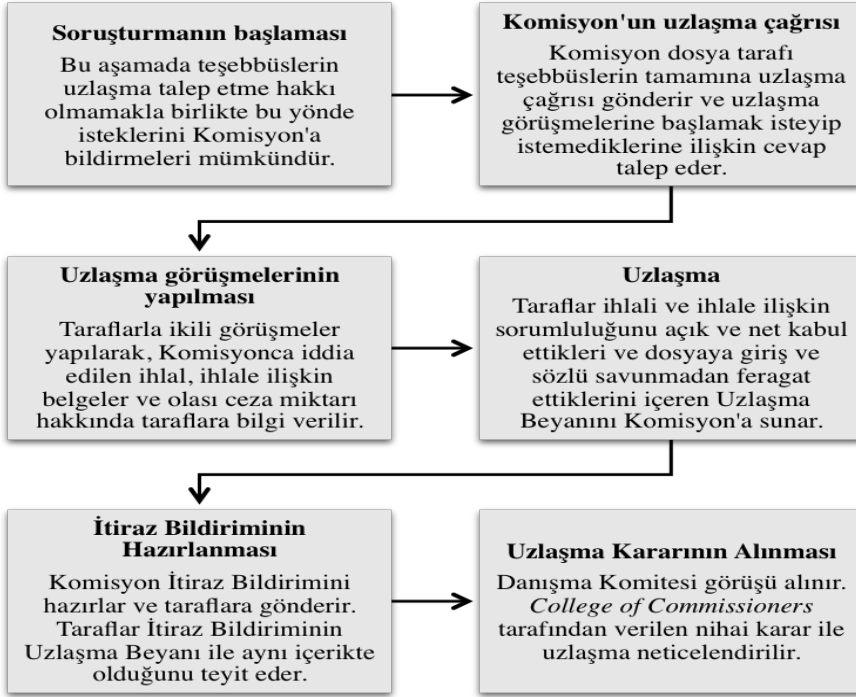 Soruşturmanın başlaması
Bu aşamada teşebbüslerin
uzlaşma talep etme hakkı
olmamakla birlikte bu yönde
isteklerini Komisyon'a
bildirmeleri mümkündür.
Komisyon'un uzlaşma çağrısı
Komisyon dosya tarafı
teşebbüslerin tamamına uzlaşma
çağrısı gönderir ve uzlaşma
görüşmelerine başlamak isteyip
istemediklerine ilişkin cevap
talep eder.
Uzlaşma görüşmelerinin
yapılması
Taraflarla ikili görüşmeler
yapılarak, Komisyonca iddia
edilen ihlal, ihlale ilişkin
belgeler ve olası ceza miktarı
hakkında taraflara bilgi verilir.
Uzlaşma
Taraflar ihlali ve ihlale ilişkin
sorumluluğunu açık ve net kabul
ettikleri ve dosyaya giriş ve
sözlü savunmadan feragat
ettiklerini içeren Uzlaşma
Beyanını Komisyon'a sunar.
İtiraz Bildiriminin
Hazırlanması
Komisyon İtiraz Bildirimini
hazırlar ve taraflara gönderir.
Taraflar İtiraz Bildiriminin
Uzlaşma Beyanı ile aynı içerikte
olduğunu teyit eder.
Uzlaşma Kararının Alınması
Danışma Komitesi görüşü alınır.
College of Commissioners
tarafından verilen nihai karar ile
uzlaşma neticelendirilir.